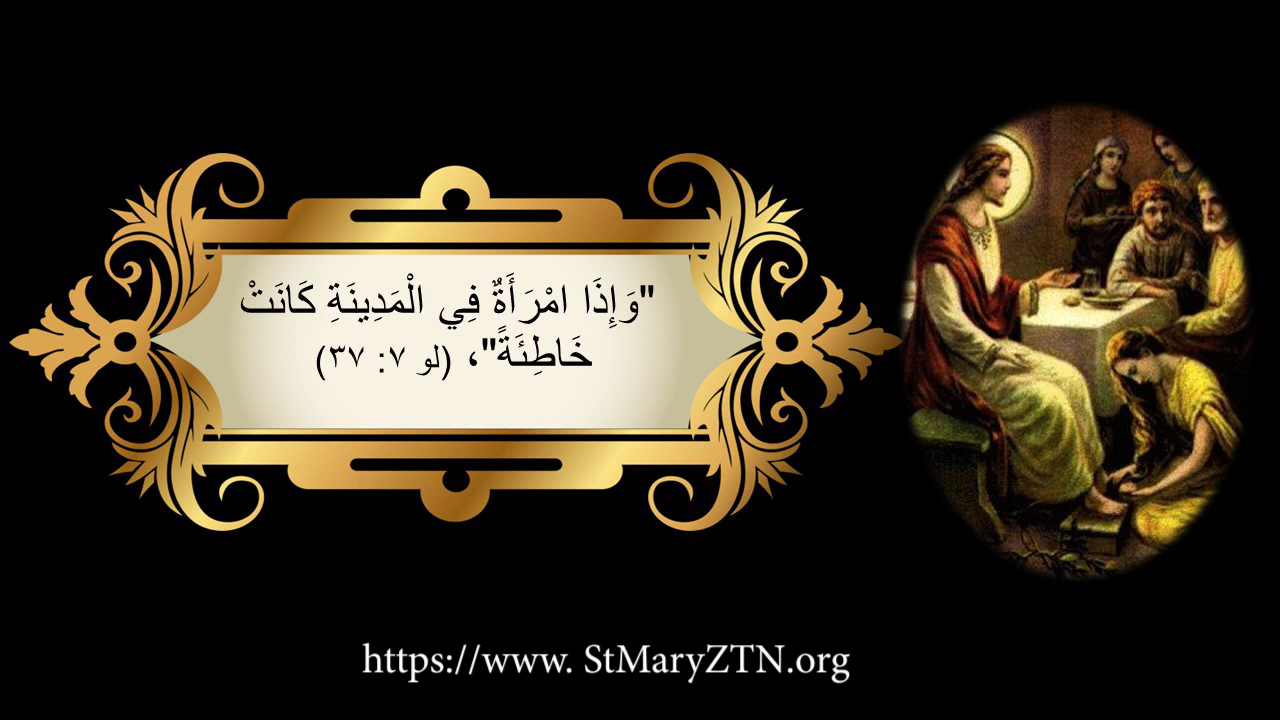 "وَإِذَا امْرَأَةٌ فِي الْمَدِينَةِ كَانَتْ
خَاطِئَةً"، (لو ٧: ٣٧)
https://www. StMaryZTN.org